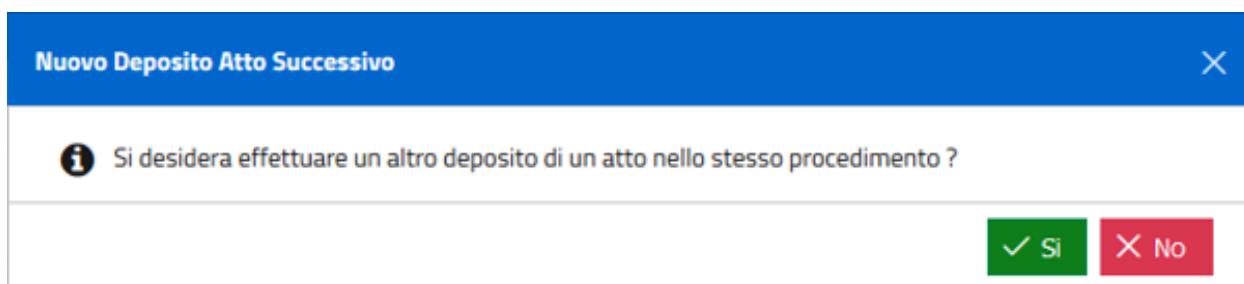 Nuovo Deposito Atto Successivo
Si desidera effettuare un altro deposito di un atto nello stesso procedimento ?
Si No